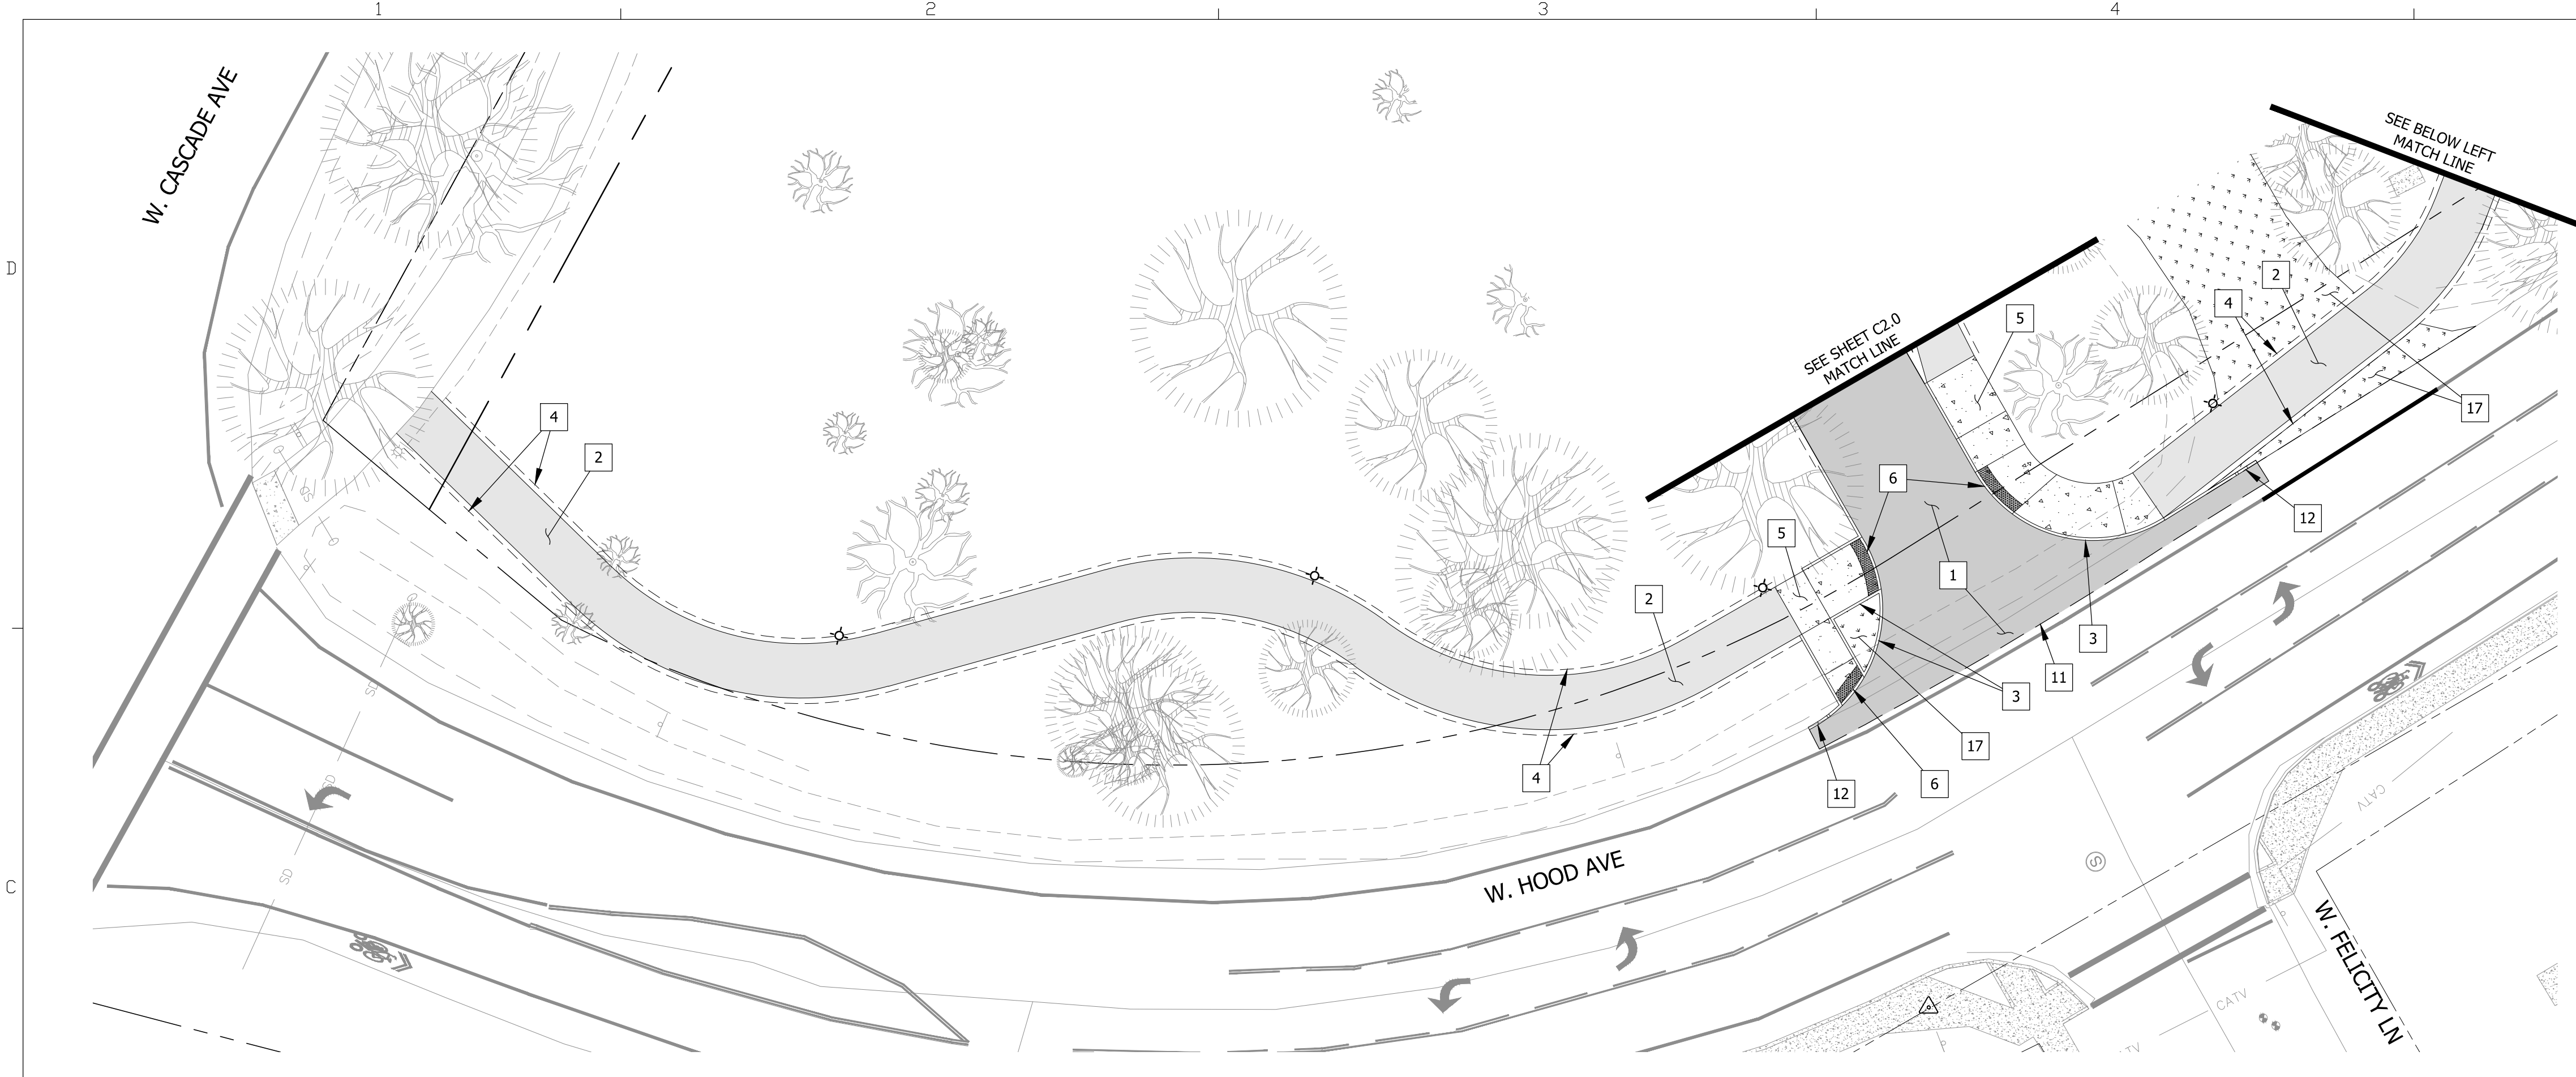 1
2
3
4
D
C
W. CASCADE AVE
SEE BELOW LEFT
MATCH LINE
SEE SHEET C2.0
MATCH LINE
2
4
5
17
4
2
6
12
5
1
2
3
11
3
17
4
6
12
SD
SD
SD
SD
W. HOOD AVE
W. FELICITY LN
S
CATV
CATV